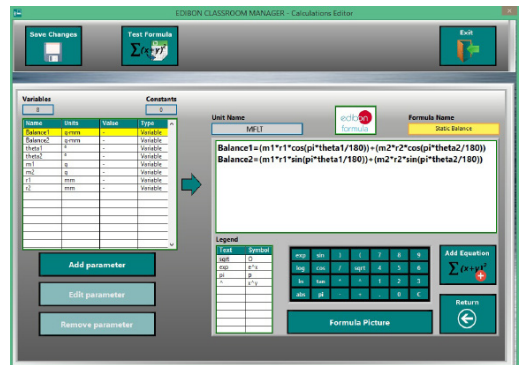 EDIBON CLASSROOM MANAGER - Calculations Editor
Save Changes
Test Formula
Σ(x+y)²
Exit
Variables
Constants
0
0
Name Units Value Type
Balance1 g·mm - Variable
Balance2 g·mm - Variable
theta1 ° - Variable
theta2 ° - Variable
m1 g - Variable
m2 g - Variable
r1 mm - Variable
r2 mm - Variable
Add parameter
Edit parameter
Remove parameter
Unit Name
MFLT
edibon
formula
Formula Name
Static Balance
Balance1=(m1*r1*cos(pi*theta1/180))+(m2*r2*cos(pi*theta2/180))
Balance2=(m1*r1*sin(pi*theta1/180))+(m2*r2*sin(pi*theta2/180))
Legend
Text Symbol
sqrt
exp e^x
pi p
^ x^y
exp sin ) ( 7 8 9
log cos / sqrt 4 5 6
ln tan * ^ 1 2 3
abs pi - + . 0 C
Formula Picture
Add Equation
Σ(x+y)²
Return